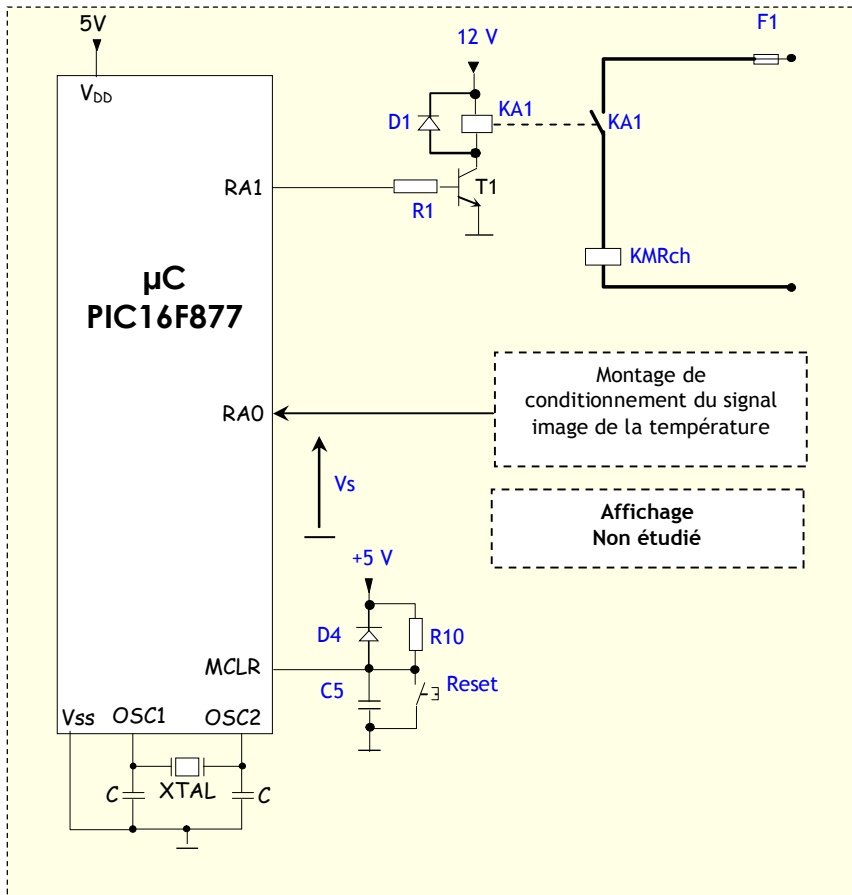 5V
12 V
F1
VDD
KA1
D1
KA1
RA1
T1
R1
µC
PIC16F877
KMRch
Montage de
conditionnement du signal
image de la température
RA0
Vs
Affichage
Non étudié
+5 V
D4
R10
MCLR
C5
Reset
Vss
OSC1
OSC2
C
XTAL
C